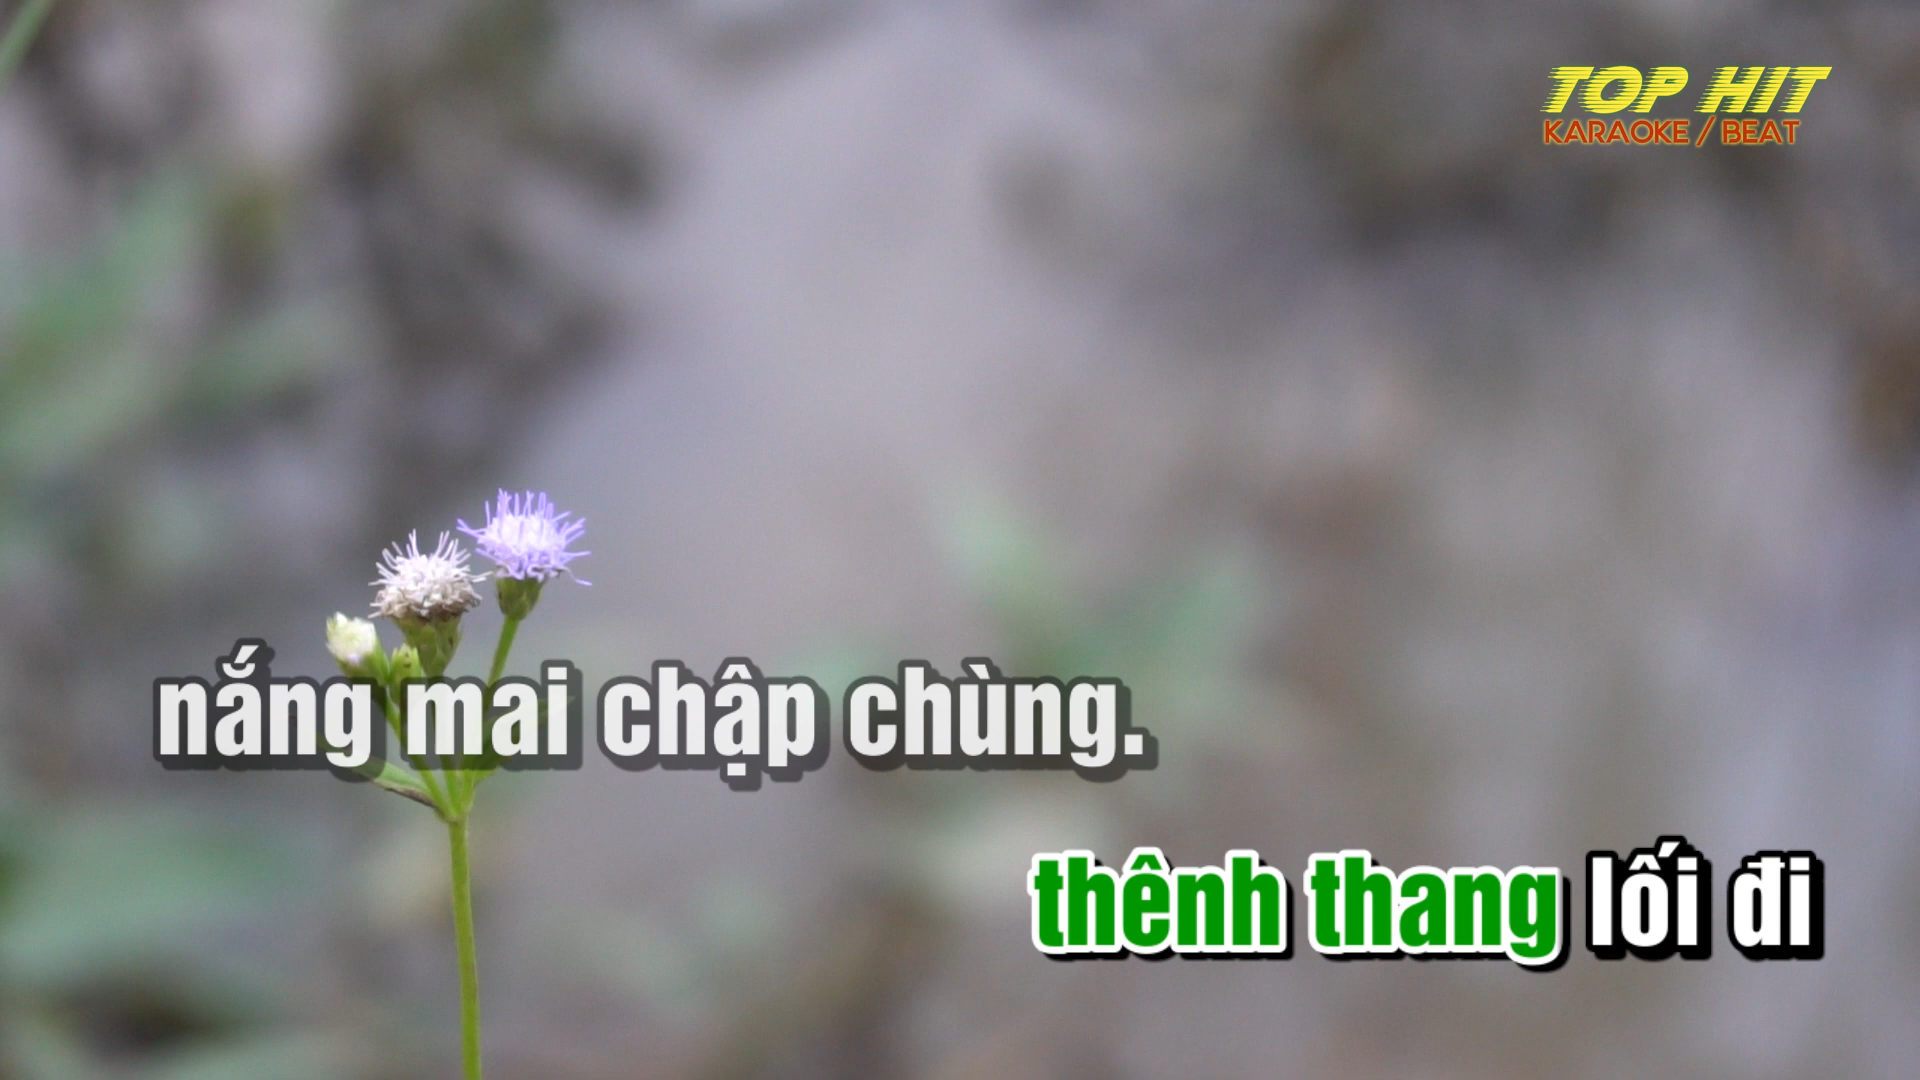 TOP HIT
KARAOKE / BEAT
nắng mai chập chùng.
thênh thang lối đi